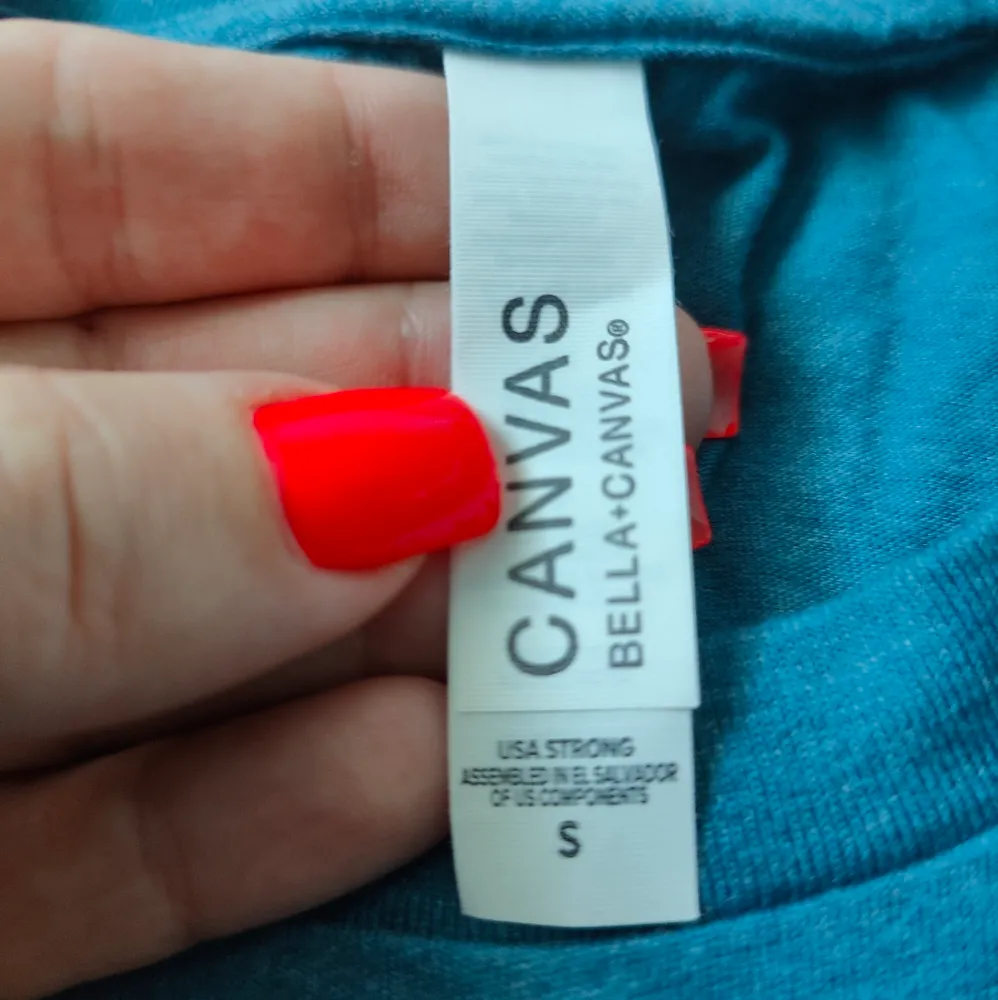 CANVAS
BELLA+CANVAS®
USA STRONG
ASSEMBLED IN EL SALVADOR
OF US COMPONENTS
S